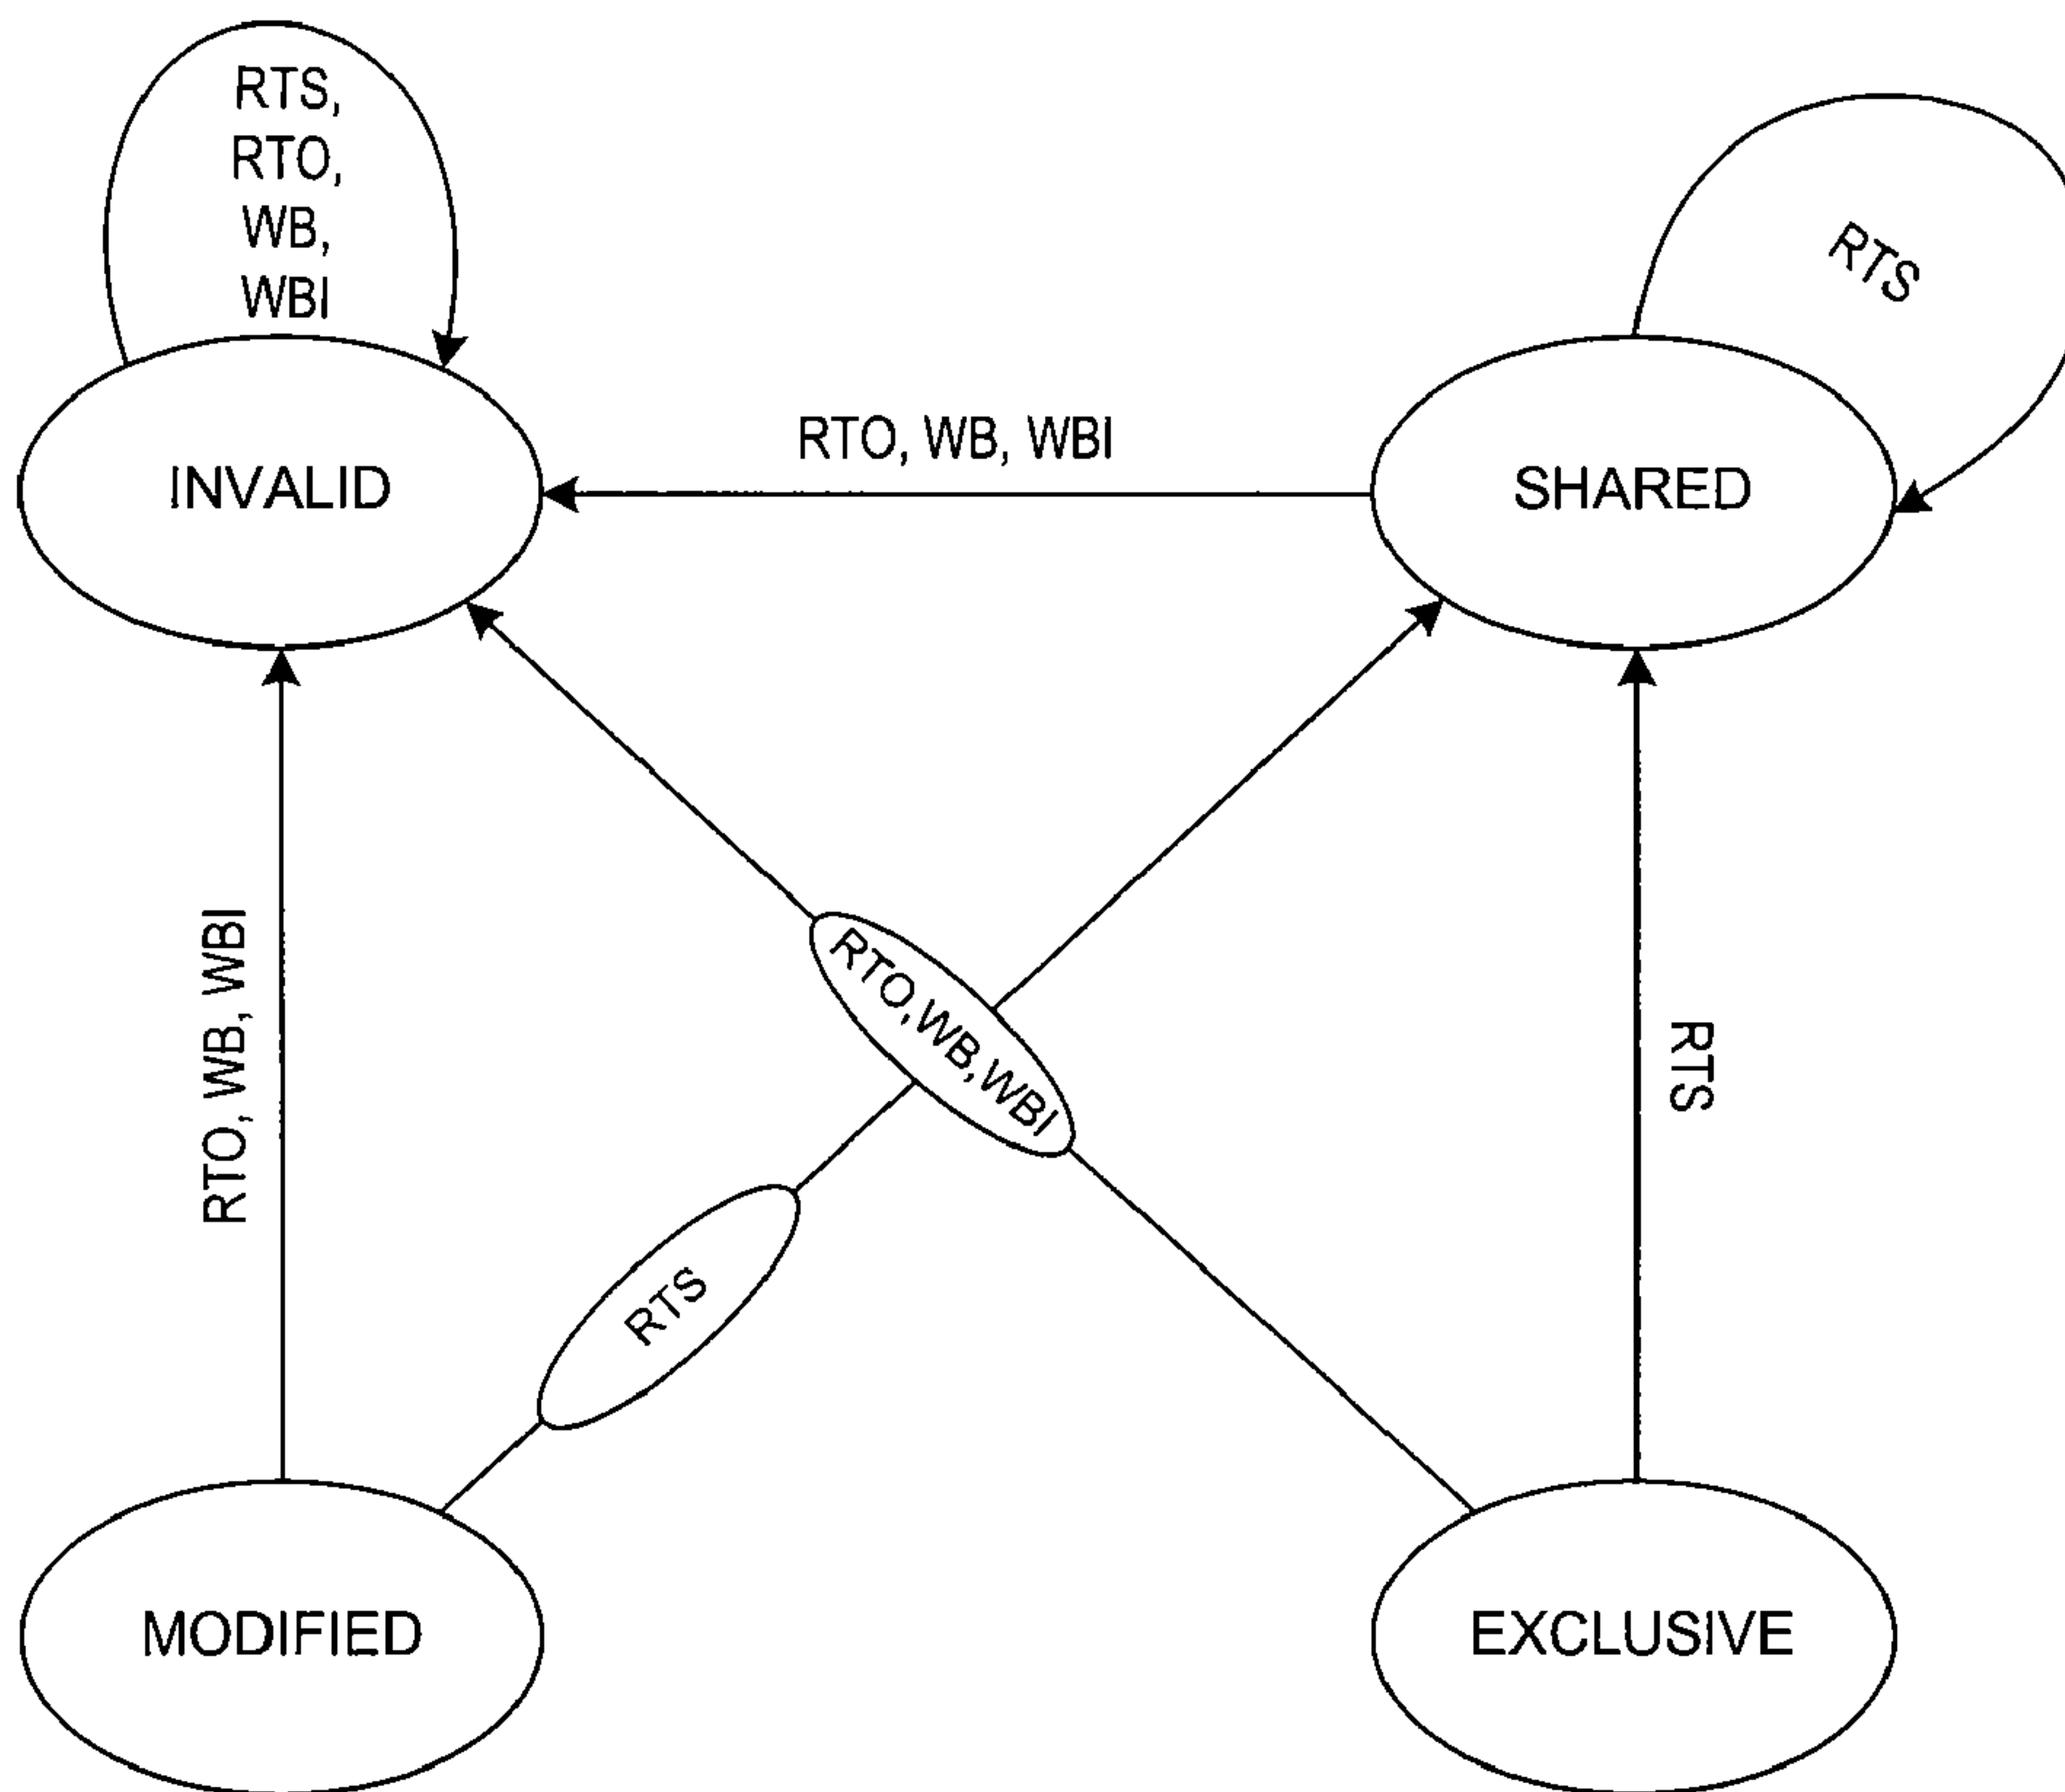 RTS,
RTO,
WB,
WBI
RTS
RTO, WB, WBI
INVALID
SHARED
RTO, WB, WBI
RTO,WB,WBI
RTS
RTS
MODIFIED
EXCLUSIVE